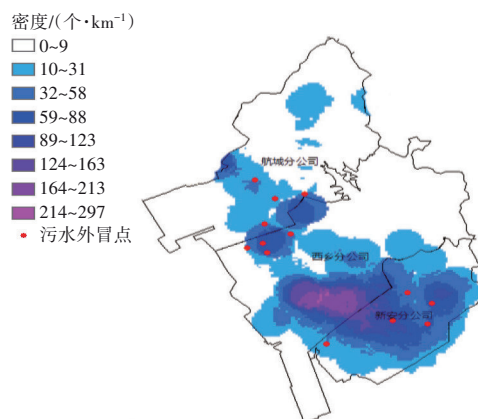 密度/(个·km⁻¹)
0~9
10~31
32~58
59~88
89~123
124~163
164~213
214~297
污水外冒点
航城分公司
西乡分公司
新安分公司